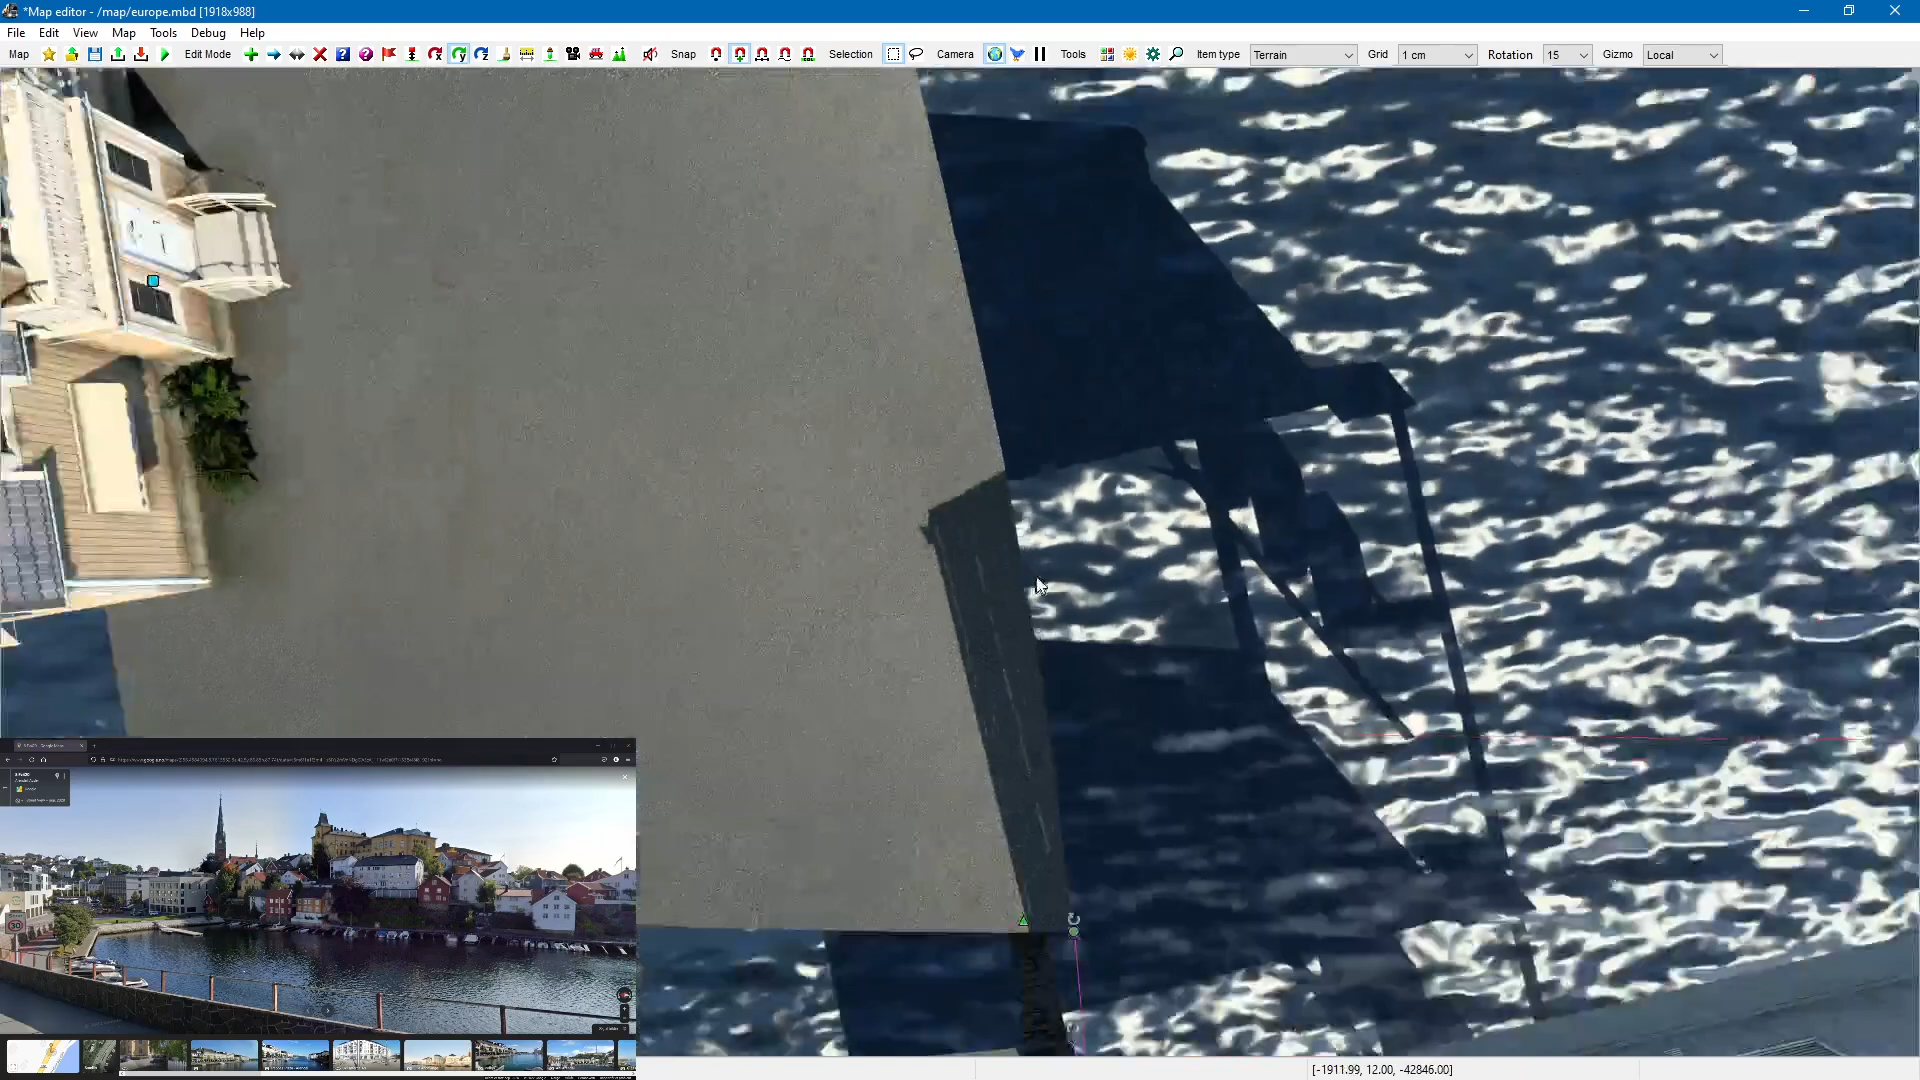 *Map editor - /map/europe.mbd [1918x988]
File Edit View Map Tools Debug Help
Map Edit Mode Snap Selection Camera Tools Item type Terrain Grid 1 cm Rotation 15 Gizmo Local
30
[-1911.99, 12.00, -42846.00]